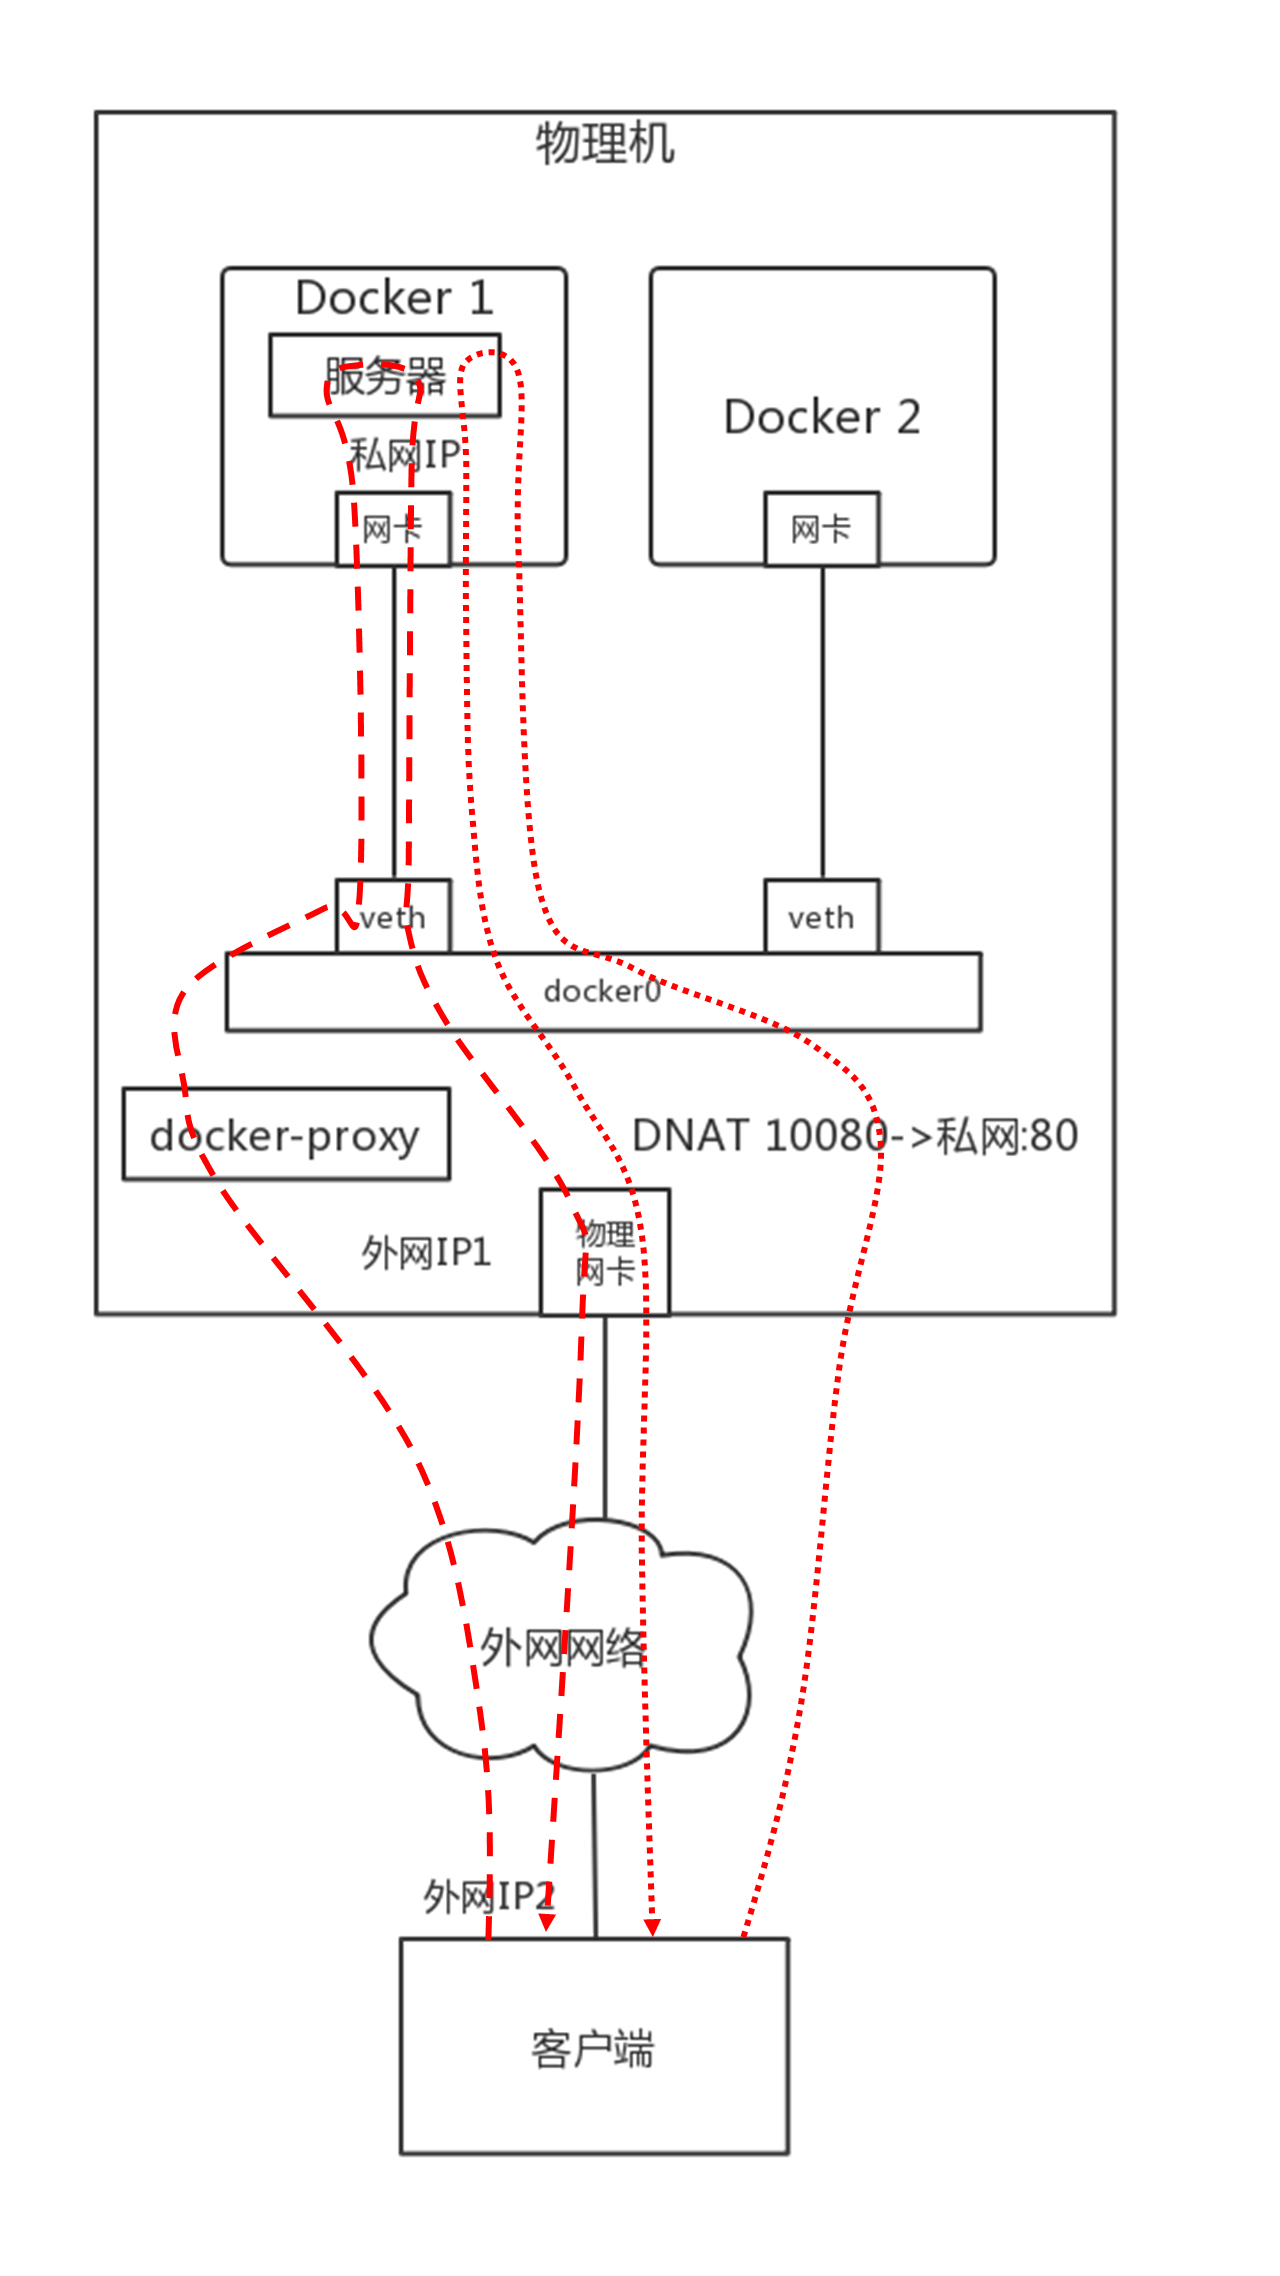 物理机
Docker 1
服务器
私网IP
网卡
Docker 2
网卡
veth
veth
docker0
docker-proxy
DNAT 10080->私网:80
外网IP1
物理
网卡
外网网络
外网IP2
客户端